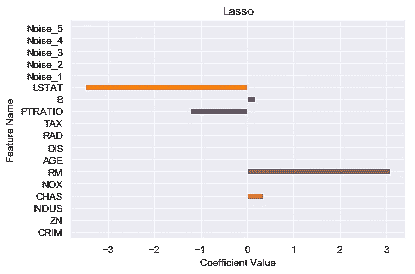 Lasso
Feature Name
Noise_5
Noise_4
Noise_3
Noise_2
Noise_1
LSTAT
B
PTRATIO
TAX
RAD
DIS
AGE
RM
NOX
CHAS
INDUS
ZN
CRIM
−3 −2 −1 0 1 2 3
Coefficient Value